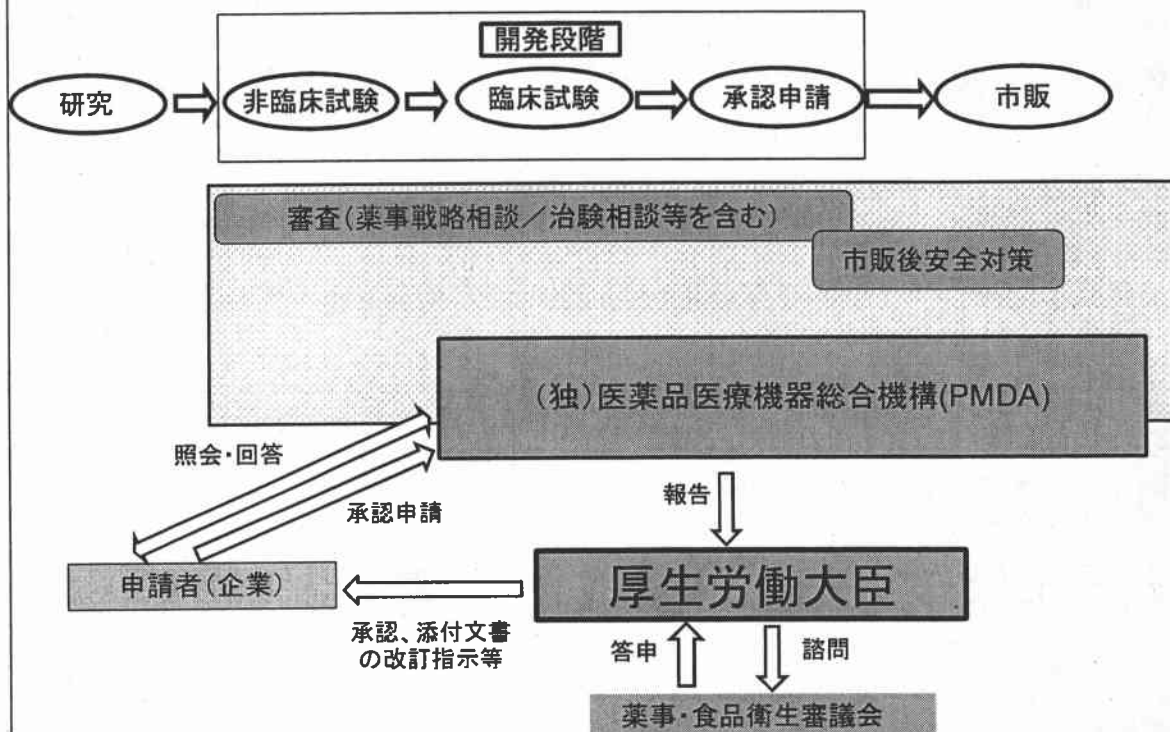 開発段階
研究
非臨床試験
臨床試験
承認申請
市販
審査(薬事戦略相談/治験相談等を含む)
市販後安全対策
(独)医薬品医療機器総合機構(PMDA)
照会・回答
承認申請
報告
申請者(企業)
厚生労働大臣
承認、添付文書
の改訂指示等
答申
諮問
薬事・食品衛生審議会